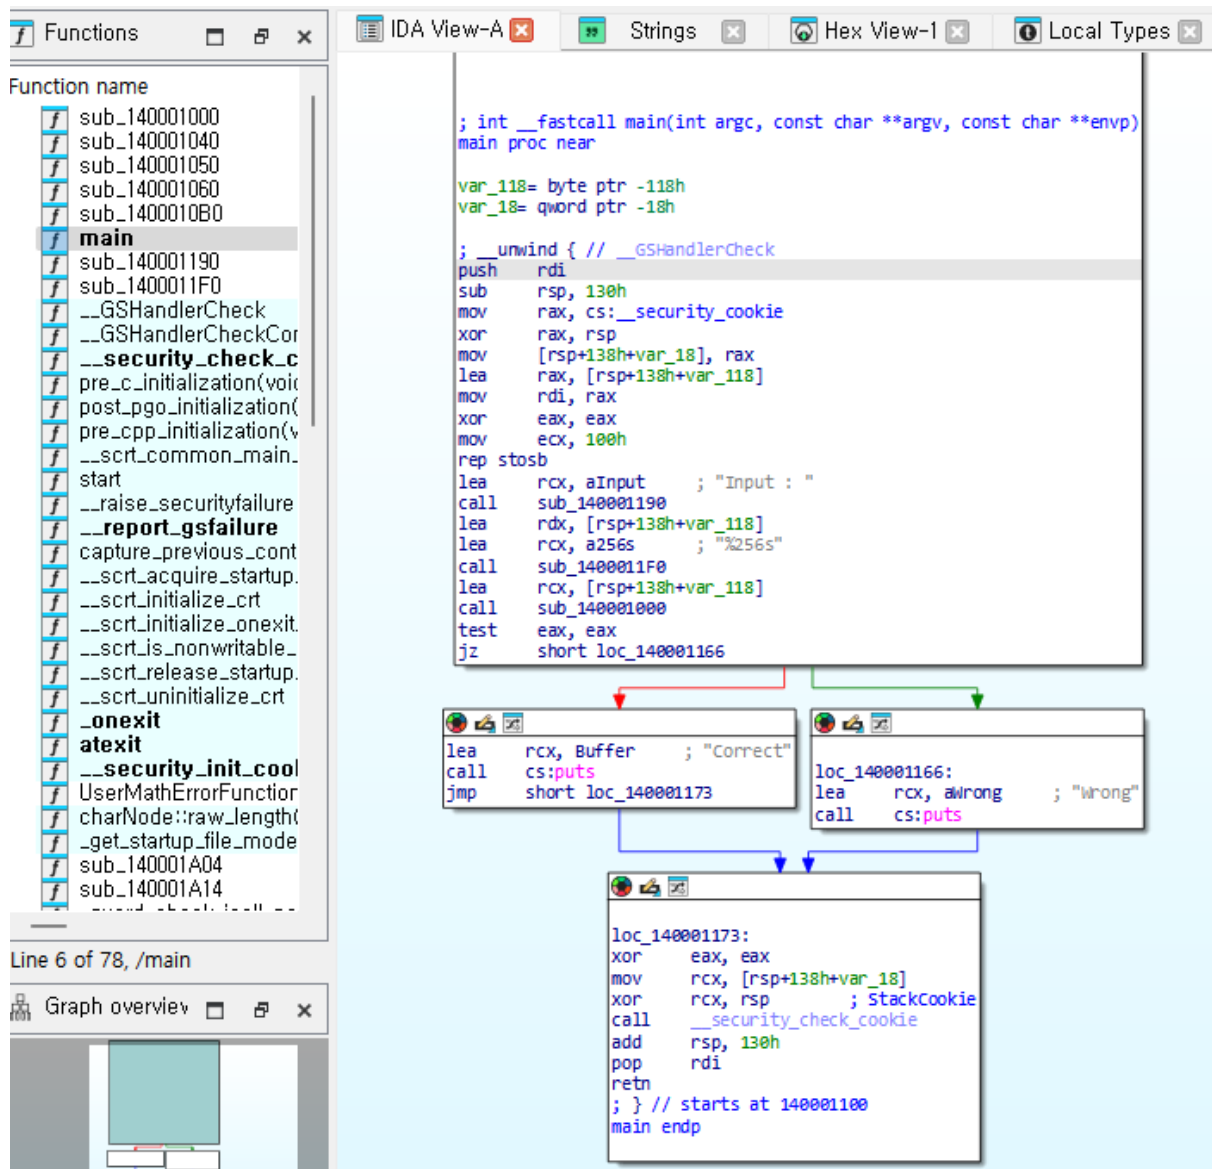 Functions
Function name
sub_140001000
sub_140001040
sub_140001050
sub_140001060
sub_1400010B0
main
sub_140001190
sub_1400011F0
__GSHandlerCheck
__GSHandlerCheckCor
__security_check_c
pre_c_initialization(void
post_pgo_initialization(
pre_cpp_initialization(v
__scrt_common_main_
start
__raise_securityfailure
__report_gsfailure
capture_previous_cont
__scrt_acquire_startup.
__scrt_initialize_crt
__scrt_initialize_onexit.
__scrt_is_nonwritable_
__scrt_release_startup.
__scrt_uninitialize_crt
_onexit
atexit
__security_init_cool
UserMathErrorFunction
charNode::raw_length(
_get_startup_file_mode
sub_140001A04
sub_140001A14
Line 6 of 78, /main
Graph overview
IDA View-A
Strings
Hex View-1
Local Types
; int __fastcall main(int argc, const char **argv, const char **envp)
main proc near
var_118= byte ptr -118h
var_18= qword ptr -18h
; __unwind { // __GSHandlerCheck
push rdi
sub rsp, 130h
mov rax, cs:__security_cookie
xor rax, rsp
mov [rsp+138h+var_18], rax
lea rax, [rsp+138h+var_118]
mov rdi, rax
xor eax, eax
mov ecx, 100h
rep stosb
lea rcx, aInput ; "Input : "
call sub_140001190
lea rdx, [rsp+138h+var_118]
lea rcx, a256s ; "%256s"
call sub_1400011F0
lea rcx, [rsp+138h+var_118]
call sub_140001000
test eax, eax
jz short loc_140001166
lea rcx, Buffer ; "Correct"
call cs:puts
jmp short loc_140001173
loc_140001166:
lea rcx, aWrong ; "Wrong"
call cs:puts
loc_140001173:
xor eax, eax
mov rcx, [rsp+138h+var_18]
xor rcx, rsp ; StackCookie
call __security_check_cookie
add rsp, 130h
pop rdi
retn
; } // starts at 140001100
main endp